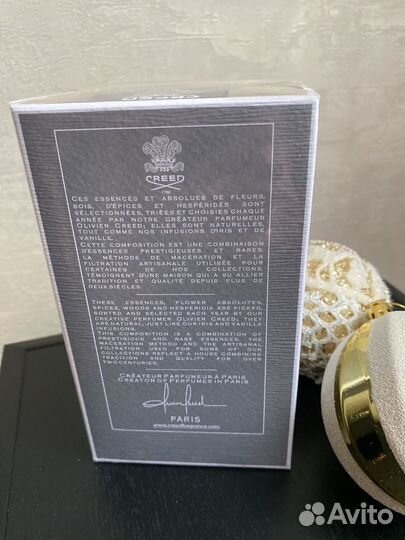 CREED
CREED
1760
CES ESSENCES ET ABSOLUES DE FLEURS,
BOIS, D'ÉPICES ET HESPÉRIDÉS SONT
SÉLECTIONNÉES, TRIÉES ET CHOISIES CHAQUE
ANNÉE PAR NOTRE CRÉATEUR PARFUMEUR
OLIVIER CREED, ELLES SONT NATURELLES,
TOUT COMME NOS INFUSIONS D'IRIS ET DE
VANILLE.
CETTE COMPOSITION EST UNE COMBINAISON
D'ESSENCES PRESTIGIEUSES ET RARES.
LA MÉTHODE DE MACÉRATION ET LA
FILTRATION ARTISANALE UTILISÉE POUR
CERTAINES DE NOS COLLECTIONS,
TÉMOIGNENT D'UNE MAISON QUI A SU ALLIER
TRADITION ET QUALITÉ DEPUIS PLUS DE
DEUX SIÈCLES.
THESE ESSENCES, FLOWER ABSOLUTES,
SPICES, WOODS AND HESPERIDIA ARE PICKED,
SORTED AND SELECTED EACH YEAR BY OUR
CREATIVE PERFUMER OLIVIER CREED, THEY
ARE NATURAL, JUST LIKE OUR IRIS AND VANILLA
INFUSIONS.
THIS COMPOSITION IS A COMBINATION OF
PRESTIGIOUS AND RARE ESSENCES. THE
MACERATION METHOD AND THE ARTISANAL
FILTRATION USED FOR SOME OF OUR
COLLECTIONS REFLECT A HOUSE COMBINING
TRADITION AND QUALITY FOR OVER
TWO CENTURIES.
CRÉATEUR PARFUMEUR À PARIS
CREATOR OF PERFUMES IN PARIS
PARIS
www.creedfragrance.com
Avito